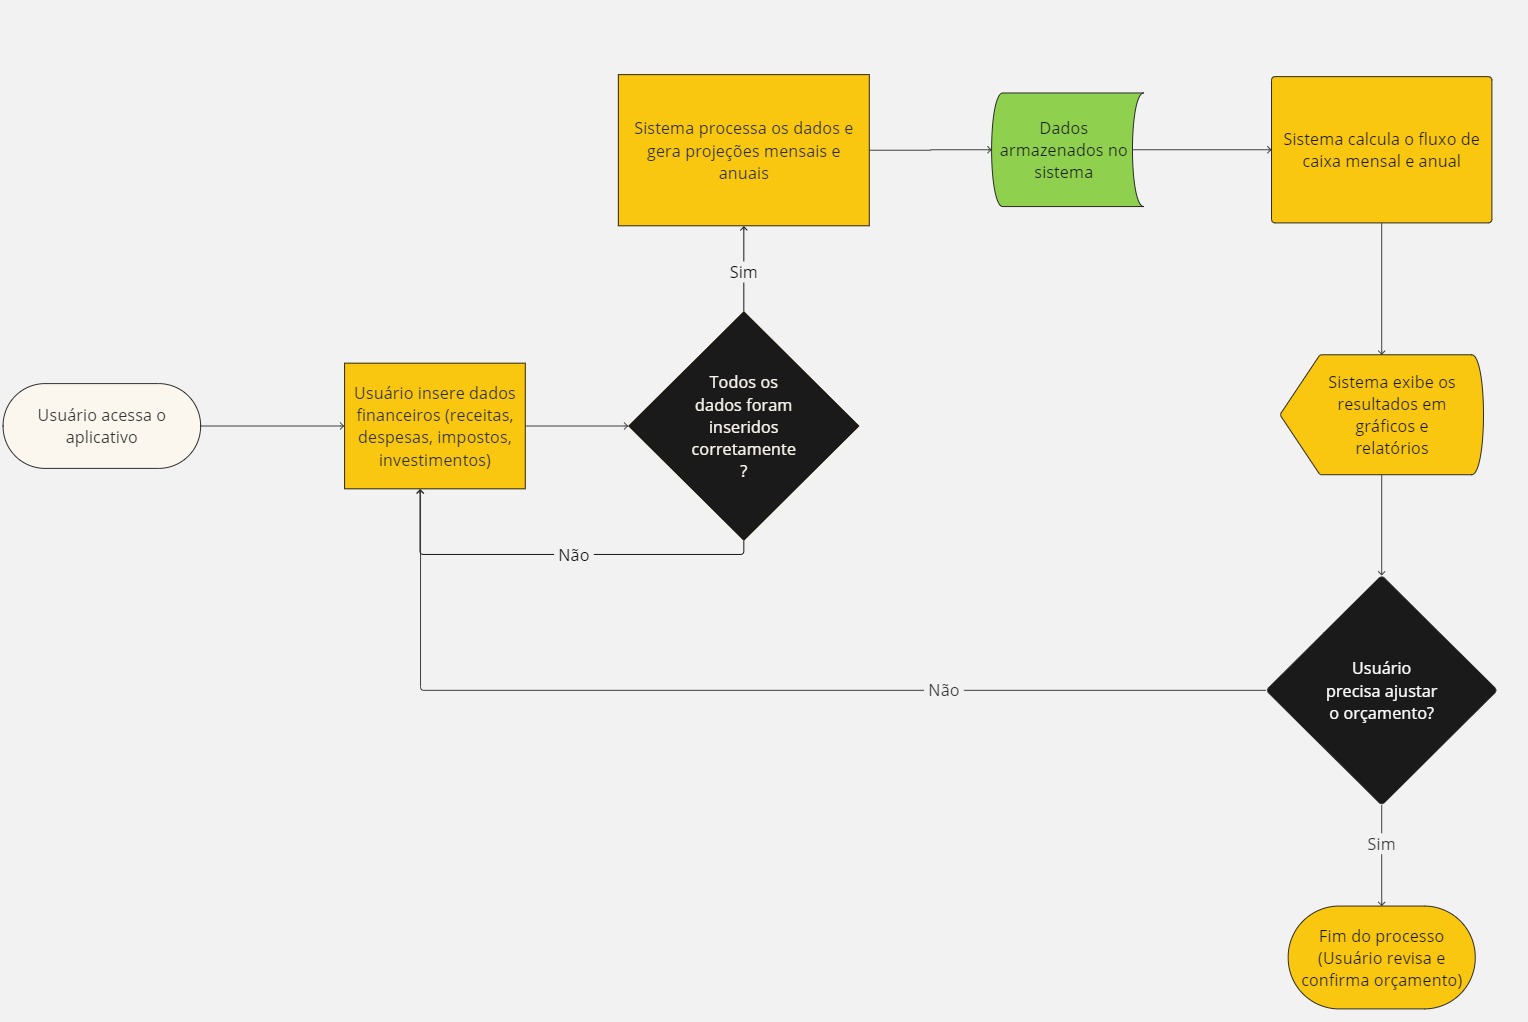 Sistema processa os dados e
gera projeções mensais e
anuais
Dados
armazenados no
sistema
Sistema calcula o fluxo de
caixa mensal e anual
Sim
Usuário acessa o
aplicativo
Usuário insere dados
financeiros (receitas,
despesas, impostos,
investimentos)
Todos os
dados foram
inseridos
corretamente
?
Sistema exibe os
resultados em
gráficos e
relatórios
Não
Não
Usuário
precisa ajustar
o orçamento?
Sim
Fim do processo
(Usuário revisa e
confirma orçamento)